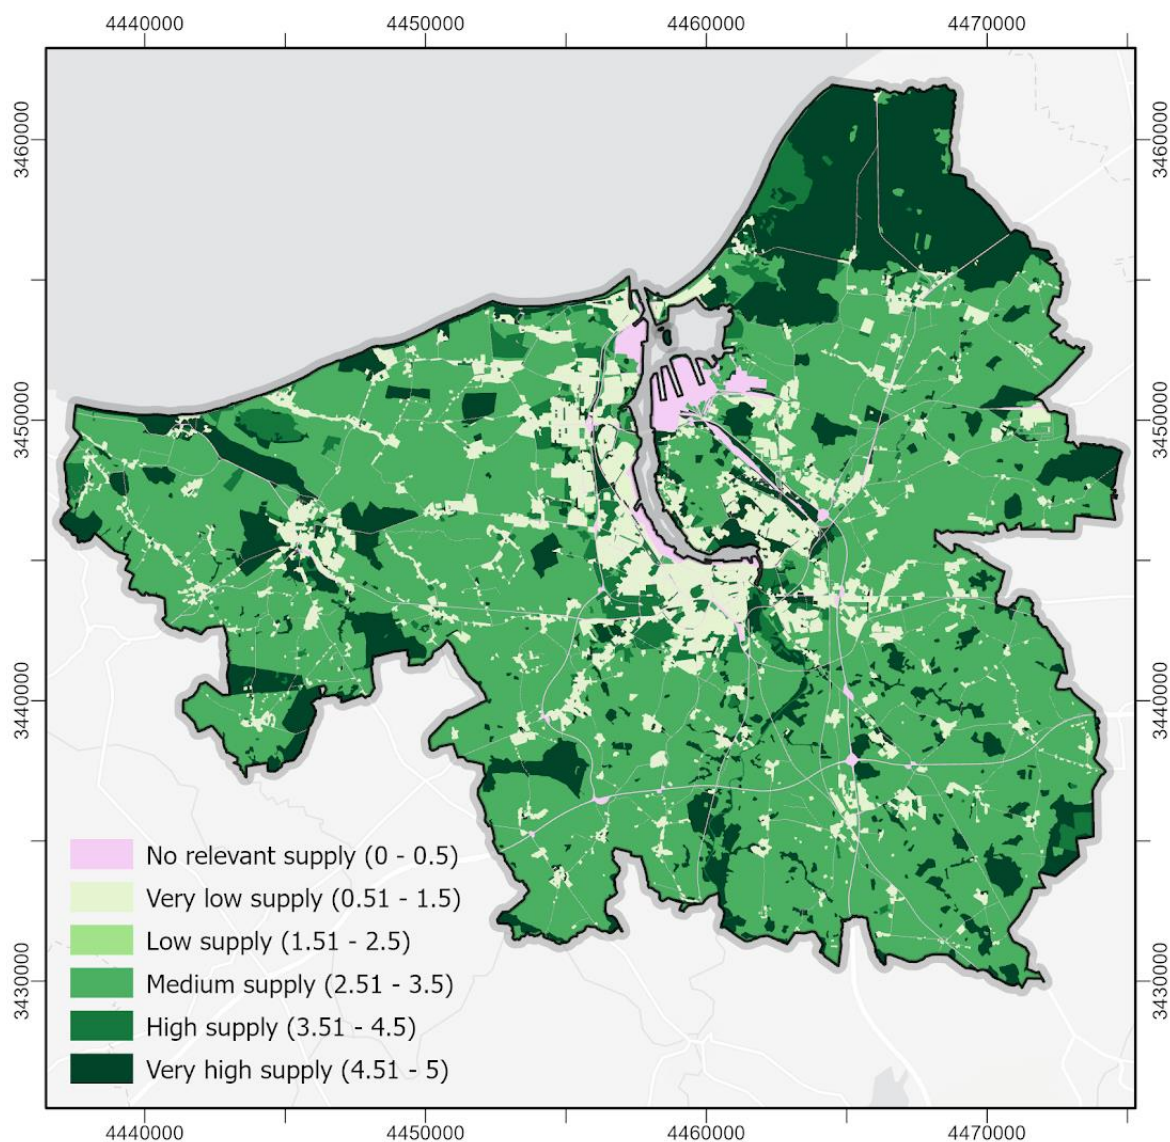 4440000 4450000 4460000 4470000
3460000 3460000
3450000 3450000
3440000 3440000
3430000 3430000
No relevant supply (0 - 0.5)
Very low supply (0.51 - 1.5)
Low supply (1.51 - 2.5)
Medium supply (2.51 - 3.5)
High supply (3.51 - 4.5)
Very high supply (4.51 - 5)
4440000 4450000 4460000 4470000